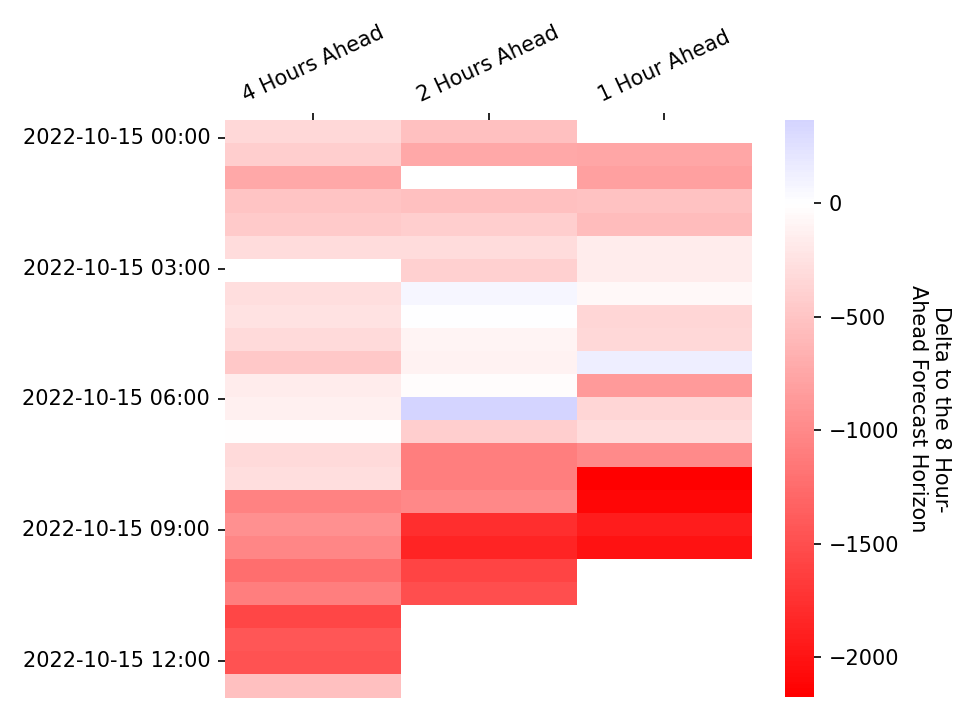 4 Hours Ahead
2 Hours Ahead
1 Hour Ahead
2022-10-15 00:00
2022-10-15 03:00
2022-10-15 06:00
2022-10-15 09:00
2022-10-15 12:00
0
−500
−1000
−1500
−2000
Delta to the 8 Hour-
Ahead Forecast Horizon